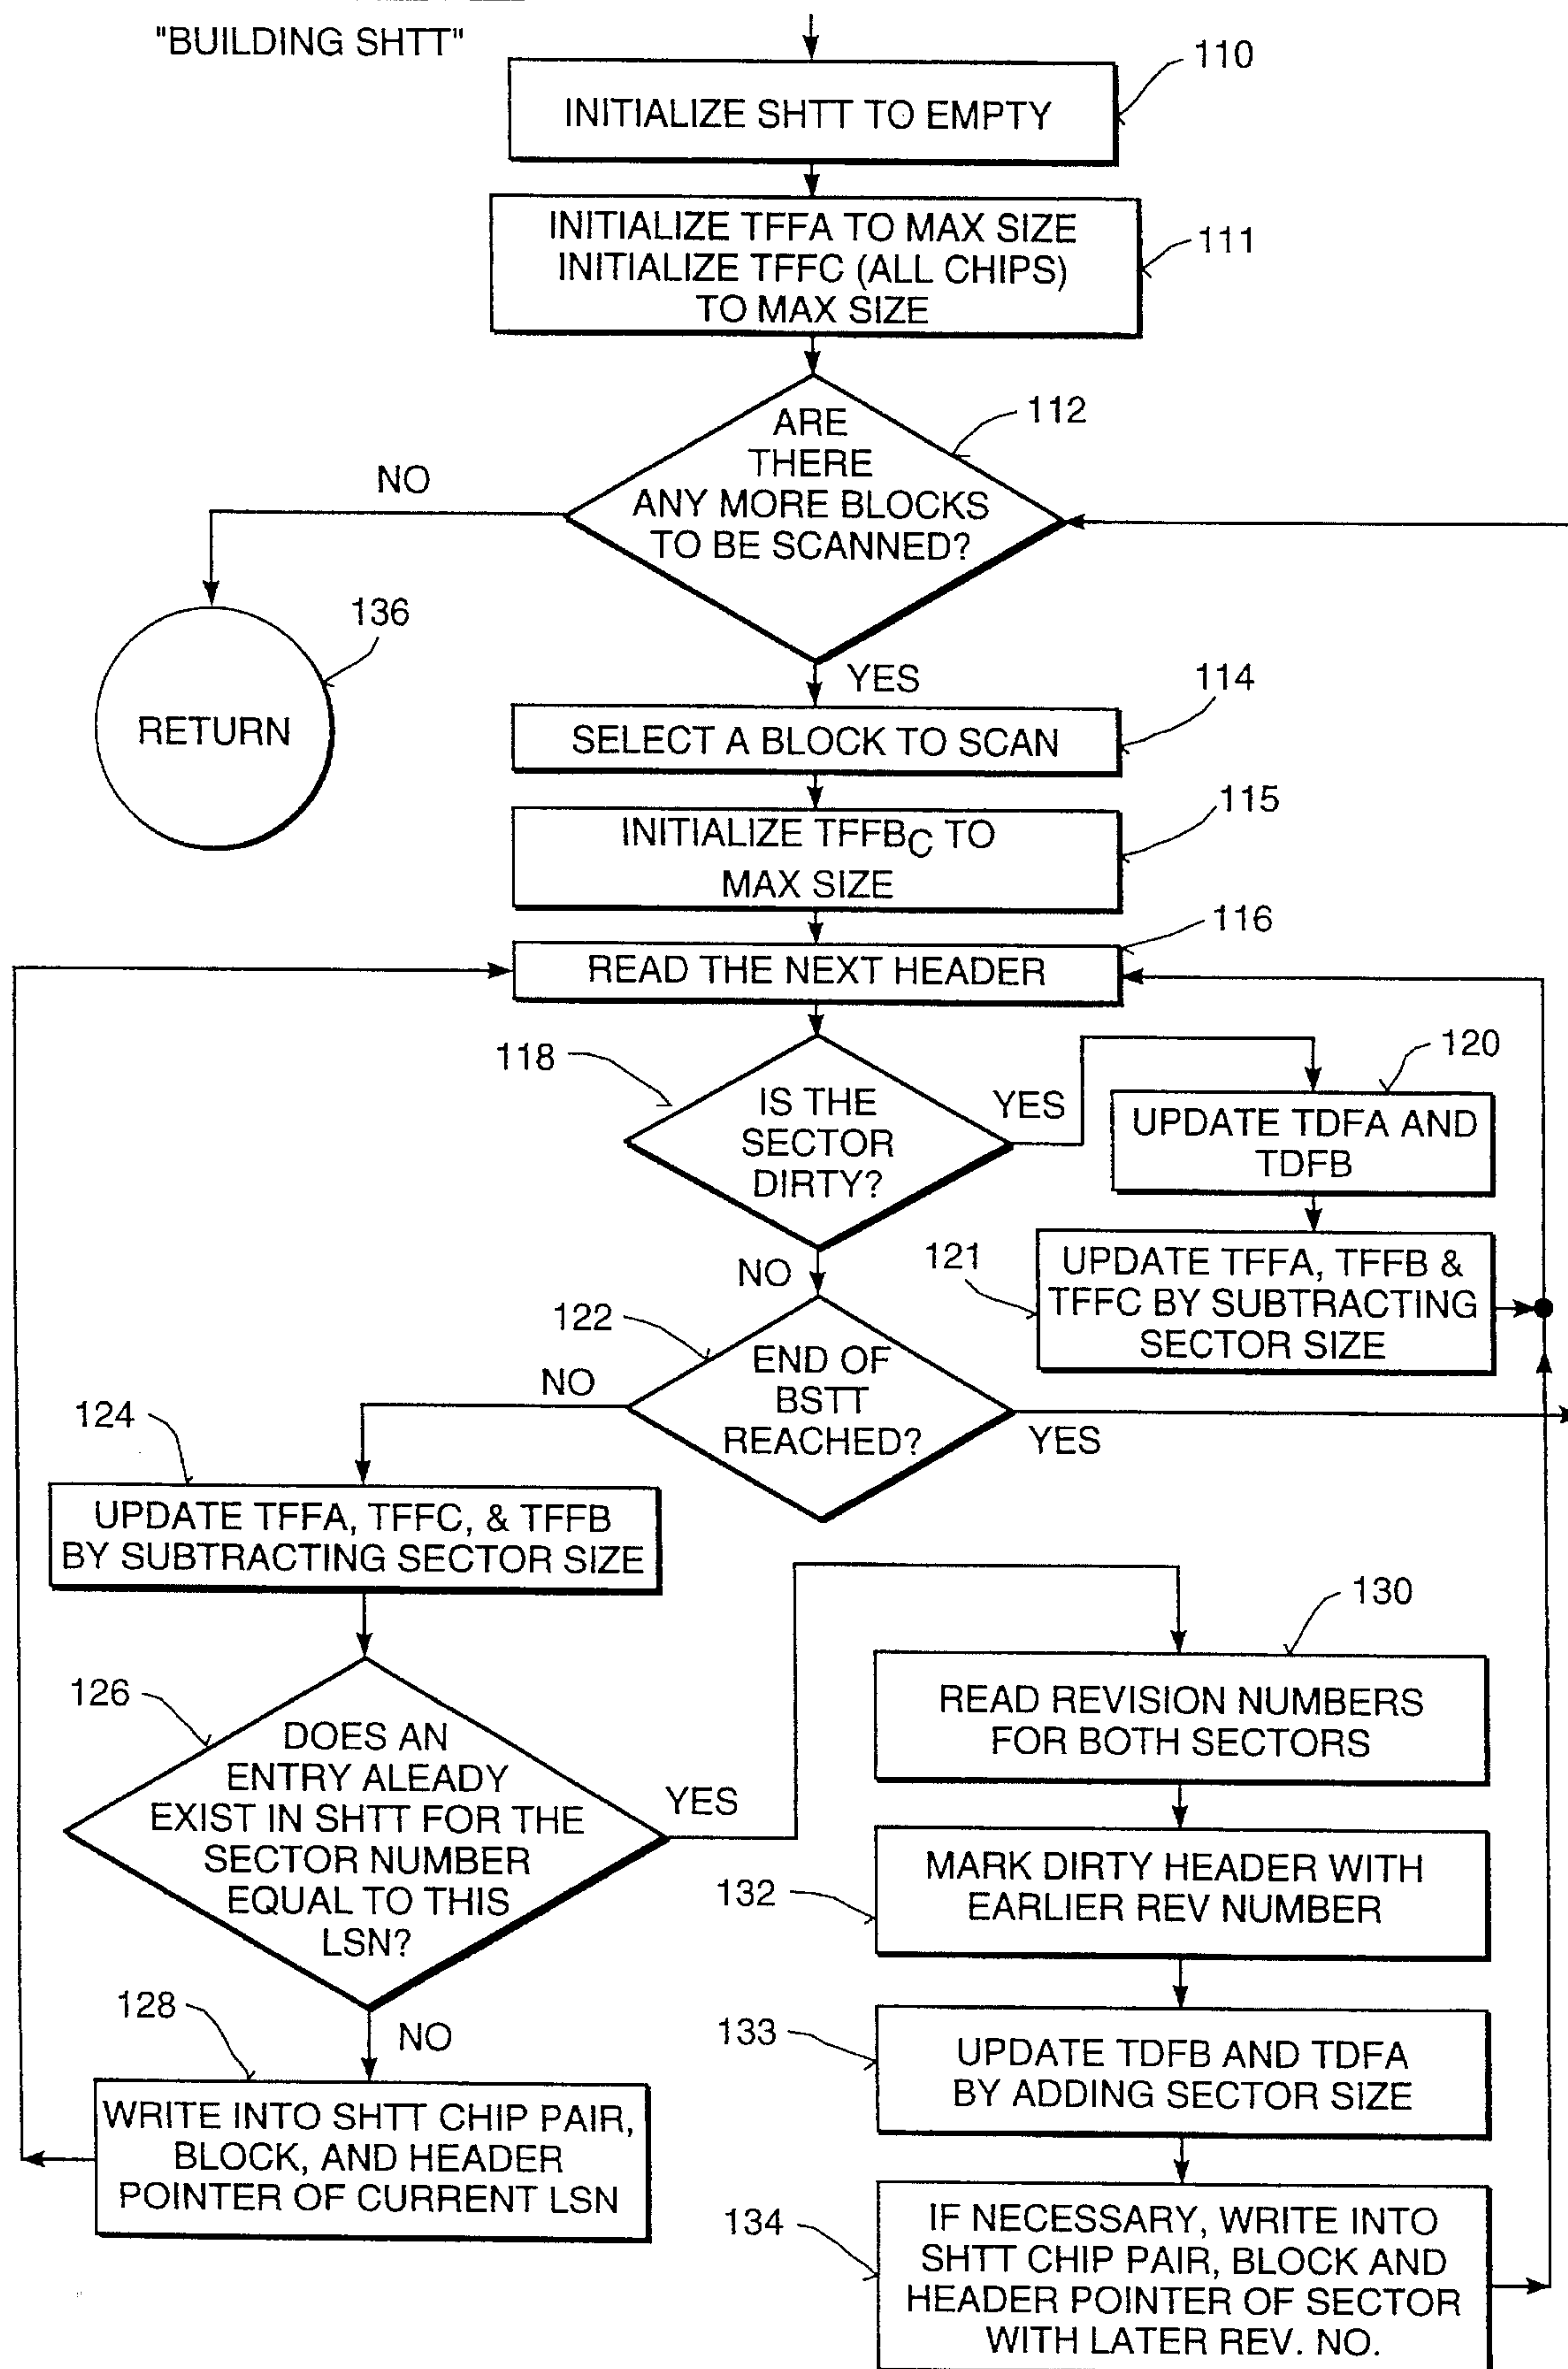 "BUILDING SHTT"
110
INITIALIZE SHTT TO EMPTY
INITIALIZE TFFA TO MAX SIZE
INITIALIZE TFFC (ALL CHIPS)
TO MAX SIZE
111
112
ARE
THERE
ANY MORE BLOCKS
TO BE SCANNED?
NO
136
RETURN
YES
114
SELECT A BLOCK TO SCAN
115
INITIALIZE TFFBC TO
MAX SIZE
116
READ THE NEXT HEADER
118
IS THE
SECTOR
DIRTY?
YES
120
UPDATE TDFA AND
TDFB
121
UPDATE TFFA, TFFB &
TFFC BY SUBTRACTING
SECTOR SIZE
NO
122
END OF
BSTT
REACHED?
NO
YES
124
UPDATE TFFA, TFFC, & TFFB
BY SUBTRACTING SECTOR SIZE
126
DOES AN
ENTRY ALEADY
EXIST IN SHTT FOR THE
SECTOR NUMBER
EQUAL TO THIS
LSN?
YES
130
READ REVISION NUMBERS
FOR BOTH SECTORS
132
MARK DIRTY HEADER WITH
EARLIER REV NUMBER
128
NO
WRITE INTO SHTT CHIP PAIR,
BLOCK, AND HEADER
POINTER OF CURRENT LSN
133
UPDATE TDFB AND TDFA
BY ADDING SECTOR SIZE
134
IF NECESSARY, WRITE INTO
SHTT CHIP PAIR, BLOCK AND
HEADER POINTER OF SECTOR
WITH LATER REV. NO.